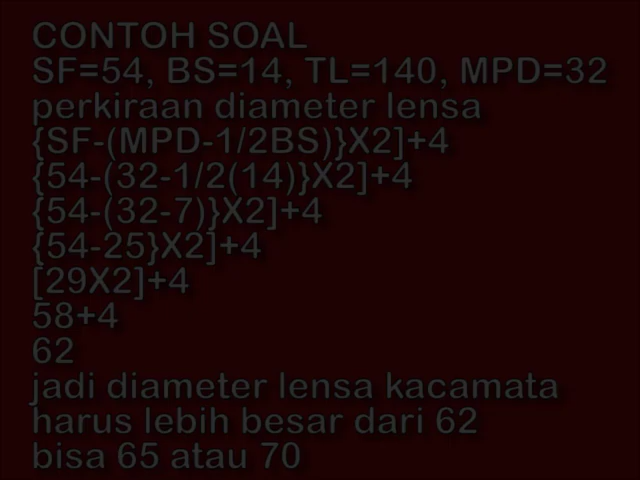 CONTOH SOAL
SF=54, BS=14, TL=140, MPD=32
perkiraan diameter lensa
{SF-(MPD-1/2BS)}X2]+4
{54-(32-1/2(14)}X2]+4
{54-(32-7)}X2]+4
{54-25}X2]+4
[29X2]+4
58+4
62
jadi diameter lensa kacamata
harus lebih besar dari 62
bisa 65 atau 70